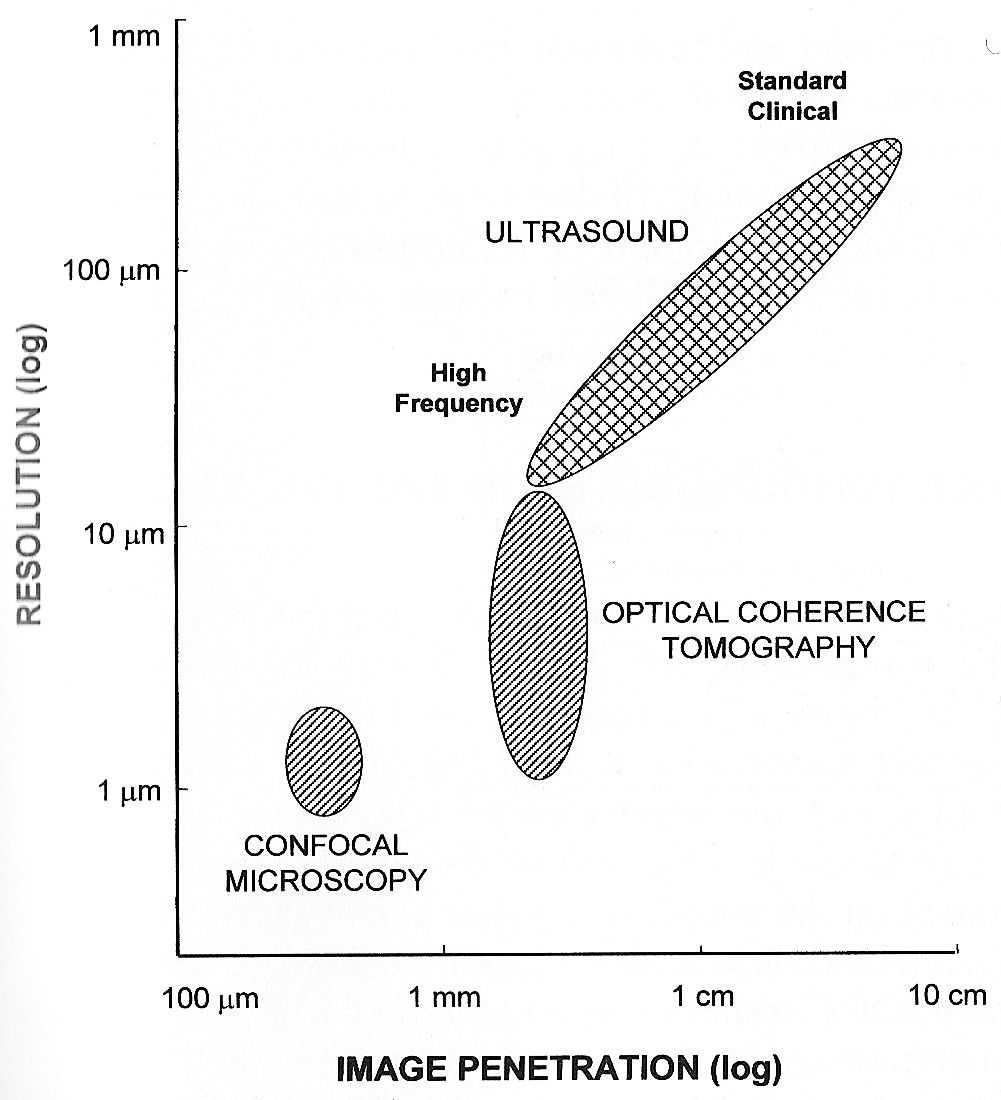 1 mm
Standard
Clinical
ULTRASOUND
100 μm
High
Frequency
RESOLUTION (log)
10 μm
OPTICAL COHERENCE
TOMOGRAPHY
1 μm
CONFOCAL
MICROSCOPY
100 μm
1 mm
1 cm
10 cm
IMAGE PENETRATION (log)